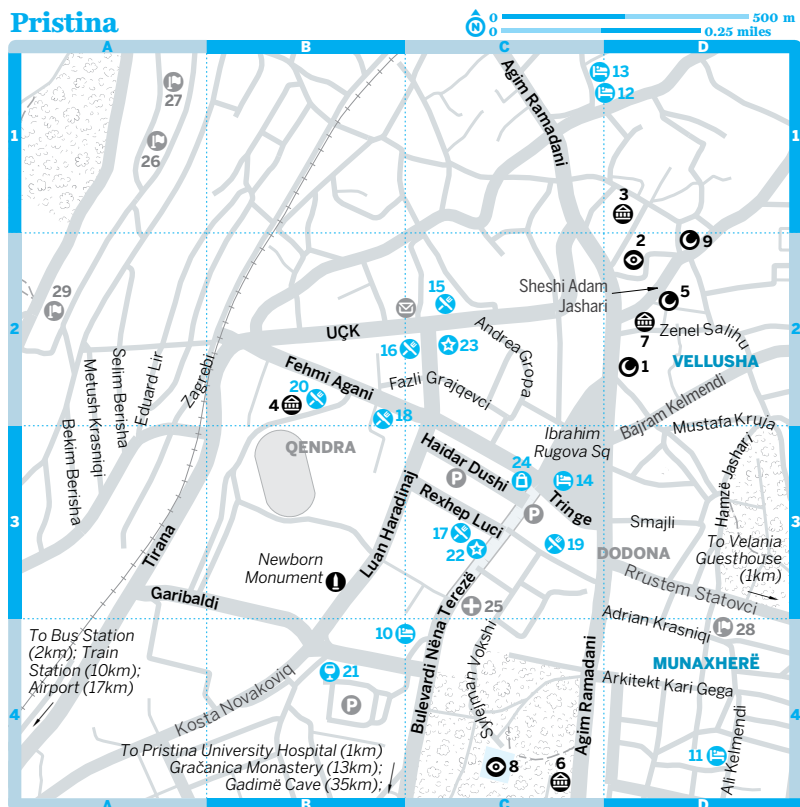 Pristina
N
0 500 m
0 0.25 miles
A B C D
1
1
2
2
3
3
4
4
27
26
29
13
12
Agim Ramadani
3
2
9
Sheshi Adam
Jashari
5
7
Zenel Salihu
1
VELLUSHA
15
UÇK
16
23
Andrea Gropa
Fehmi Agani
Fazli Grajqevci
20
4
18
Zagrebi
Eduard Lir
Selim Berisha
Metush Krasniqi
Bekim Berisha
Bajram Kelmendi
Mustafa Kruja
QENDRA
Ibrahim
Rugova Sq
Haidar Dushi
24
14
P
Tringe
Rexhep Luci
P
17
22
19
Hamzë Jashari
Smajli
DODONA
To Velania
Guesthouse
(1km)
Luan Haradinaj
Newborn
Monument
Tirana
Garibaldi
Rrustem Statovci
25
Adrian Krasniqi
28
MUNAXHERË
Arkitekt Kari Gega
10
21
P
Bulevardi Nëna Terezë
Sylejman Vokshi
Agim Ramadani
To Bus Station
(2km); Train
Station (10km);
Airport (17km)
Kosta Novakoviq
To Pristina University Hospital (1km)
Gračanica Monastery (13km);
Gadimë Cave (35km);
8
6
11
Ali Kelmendi
A B C D